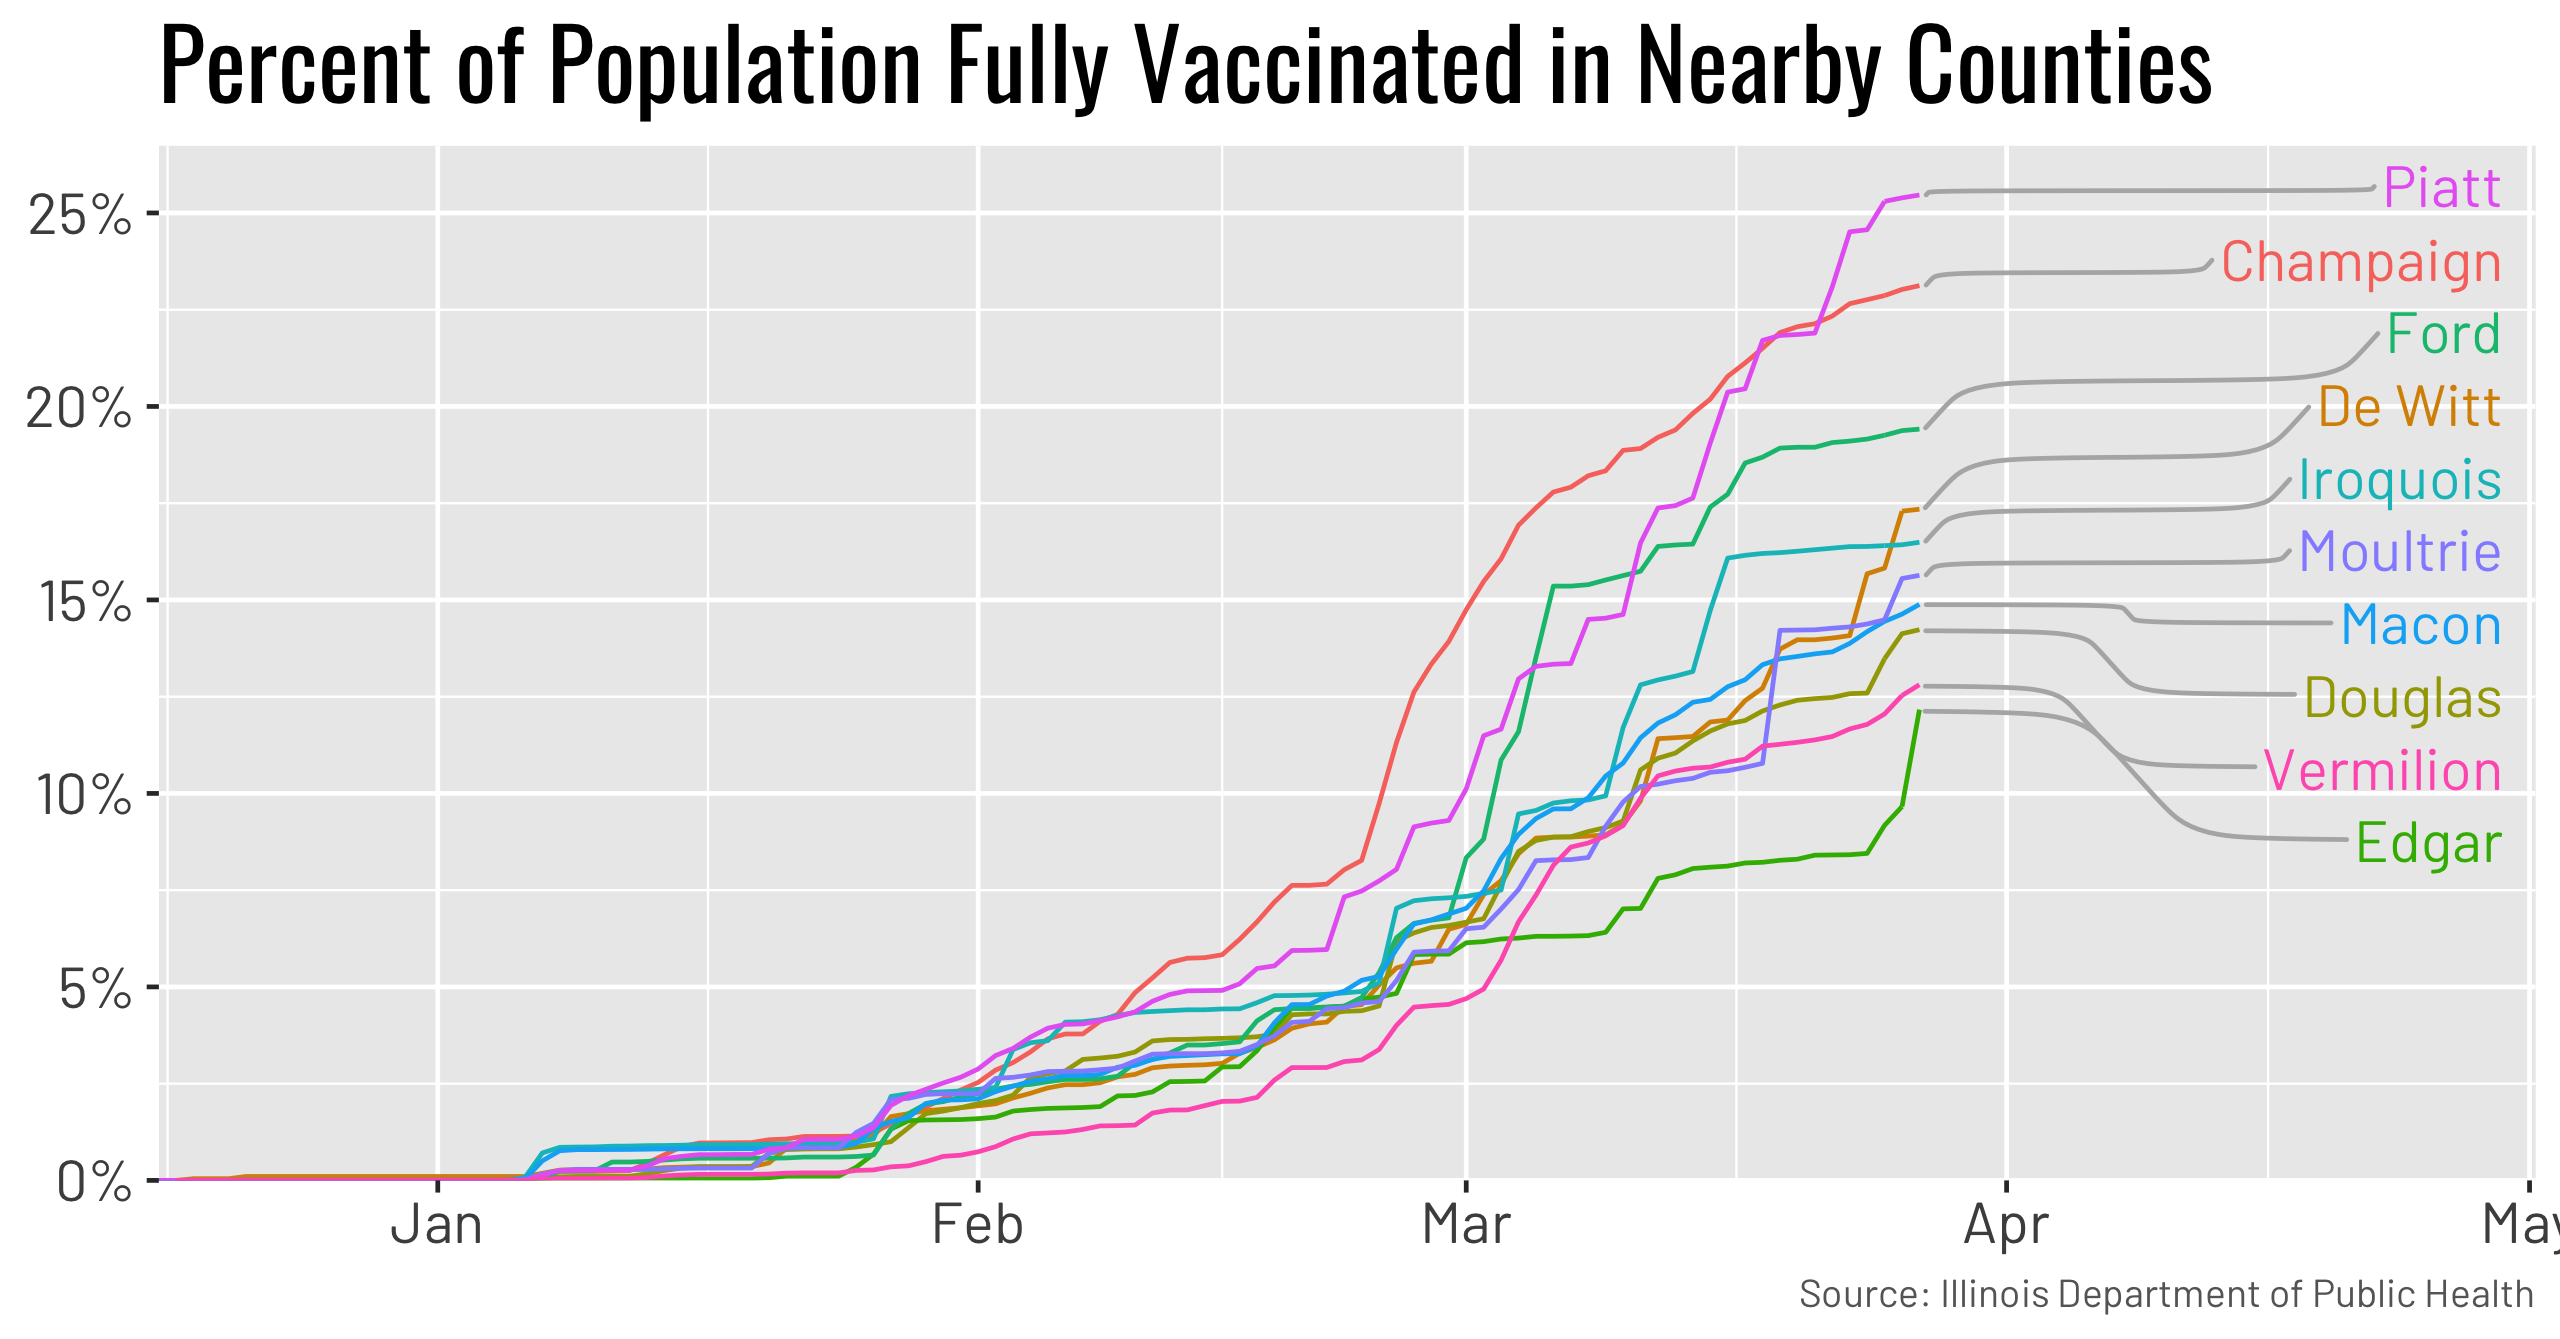 Percent of Population Fully Vaccinated in Nearby Counties
25%
20%
15%
10%
5%
0%
Piatt
Champaign
Ford
De Witt
Iroquois
Moultrie
Macon
Douglas
Vermilion
Edgar
Jan Feb Mar Apr May
Source: Illinois Department of Public Health